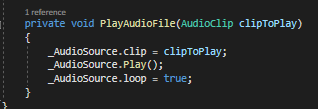 1 reference
private void PlayAudioFile(AudioClip clipToPlay)
{
_AudioSource.clip = clipToPlay;
_AudioSource.Play();
_AudioSource.loop = true;
}
}